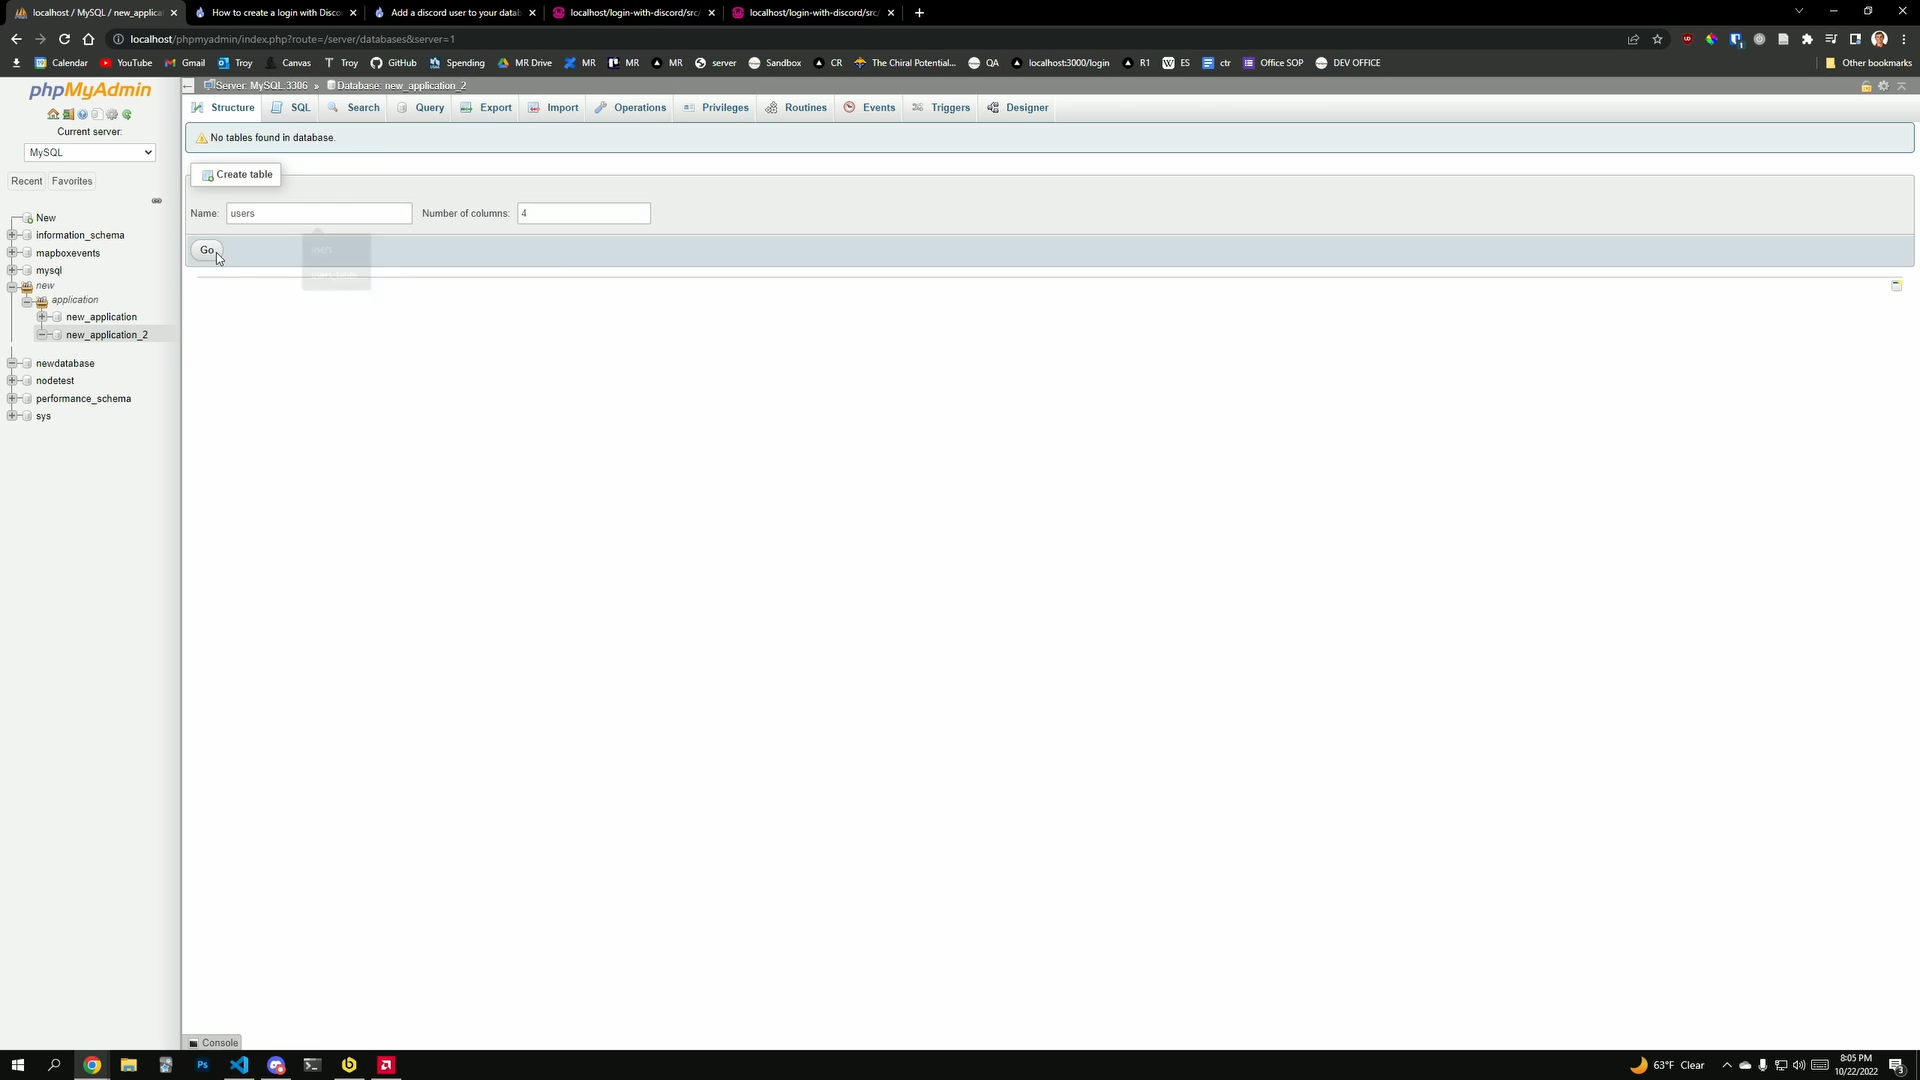 localhost / MySQL / new_applica
How to create a login with Disco
Add a discord user to your datab
localhost/login-with-discord/src/
localhost/login-with-discord/src/
localhost/phpmyadmin/index.php?route=/server/databases&server=1
Calendar
YouTube
Gmail
Troy
Canvas
Troy
GitHub
Spending
MR Drive
MR
MR
MR
server
Sandbox
CR
The Chiral Potential...
QA
localhost:3000/login
R1
ES
ctr
Office SOP
DEV OFFICE
Other bookmarks
phpMyAdmin
Server: MySQL:3306 » Database: new_application_2
Structure
SQL
Search
Query
Export
Import
Operations
Privileges
Routines
Events
Triggers
Designer
Current server:
MySQL
Recent
Favorites
New
information_schema
mapboxevents
mysql
new
application
new_application
new_application_2
newdatabase
nodetest
performance_schema
sys
No tables found in database.
Create table
Name: users
Number of columns: 4
Go
Console
Ps
63°F Clear
8:05 PM
10/22/2022
3